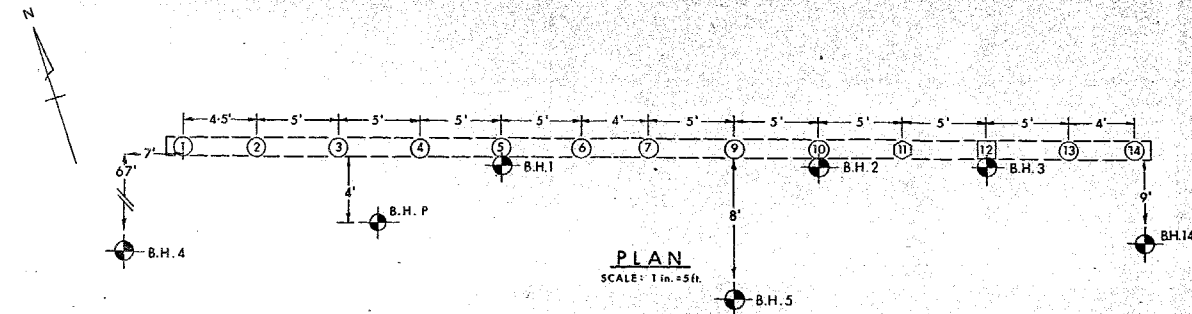 N
4·5' 5' 5' 5' 5' 4' 5' 5' 5' 5' 5' 4'
7' 1 2 3 4 5 6 7 9 10 11 12 13 14
67'
B.H.1 B.H.2 B.H.3
4' 8' 9'
B.H. P
B.H.4 B.H.14
PLAN
SCALE: 1 in.=5ft.
B.H.5